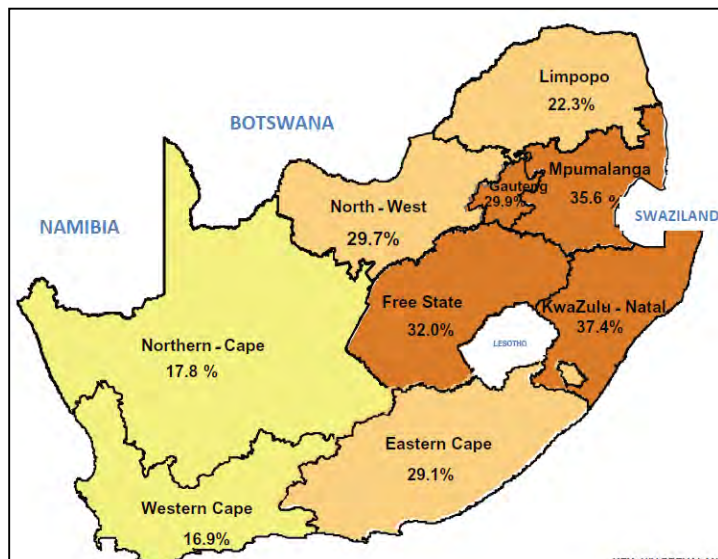 Limpopo
22.3%
BOTSWANA
Mpumalanga
35.6 %
Gauteng
29.9%
North - West
29.7%
SWAZILAND
NAMIBIA
Free State
32.0%
KwaZulu - Natal
37.4%
LESOTHO
Northern - Cape
17.8 %
Eastern Cape
29.1%
Western Cape
16.9%